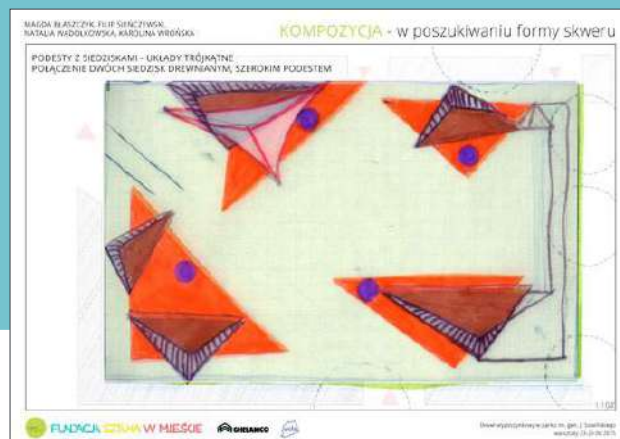 MAGDA BŁASZCZYK, FILIP SIEŃCZEWSKI,
NATALIA NADOLKOWSKA, KAROLINA WROŃSKA
KOMPOZYCJA - w poszukiwaniu formy skweru
PODESTY Z SIEDZISKAMI - UKŁADY TRÓJKĄTNE
POŁĄCZENIE DWÓCH SIEDZISK DREWNIANYM, SZEROKIM PODESTEM
FUNDACJA SZTUKA W MIEŚCIE